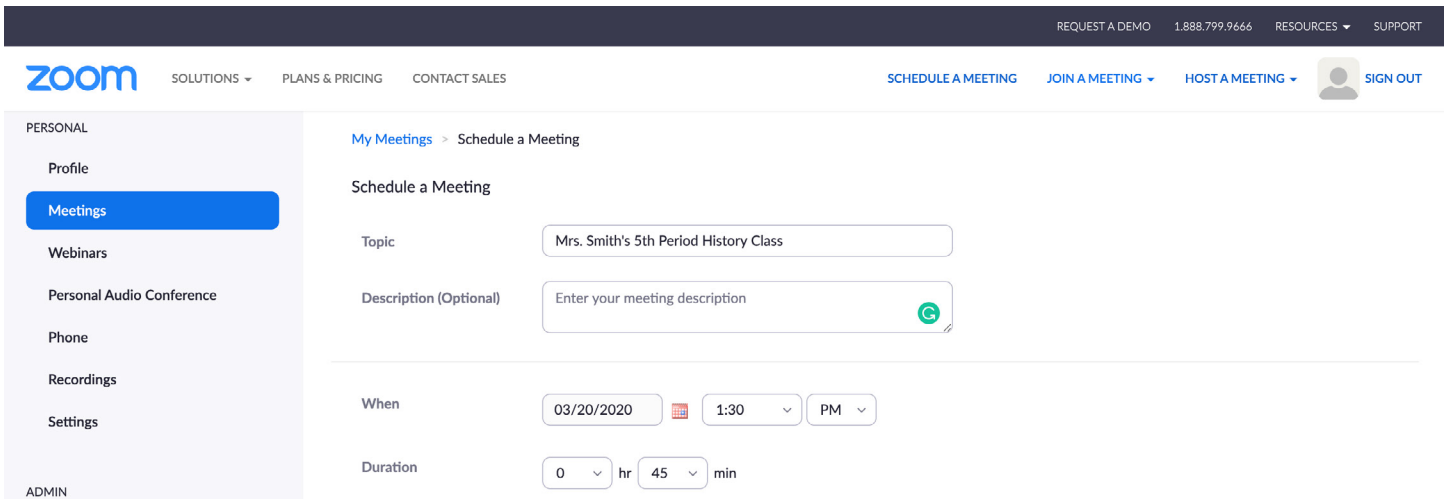 REQUEST A DEMO 1.888.799.9666 RESOURCES SUPPORT
zoom SOLUTIONS PLANS & PRICING CONTACT SALES SCHEDULE A MEETING JOIN A MEETING HOST A MEETING SIGN OUT
PERSONAL
Profile
Meetings
Webinars
Personal Audio Conference
Phone
Recordings
Settings
ADMIN
My Meetings > Schedule a Meeting
Schedule a Meeting
Topic Mrs. Smith's 5th Period History Class
Description (Optional) Enter your meeting description
When 03/20/2020 1:30 PM
Duration 0 hr 45 min